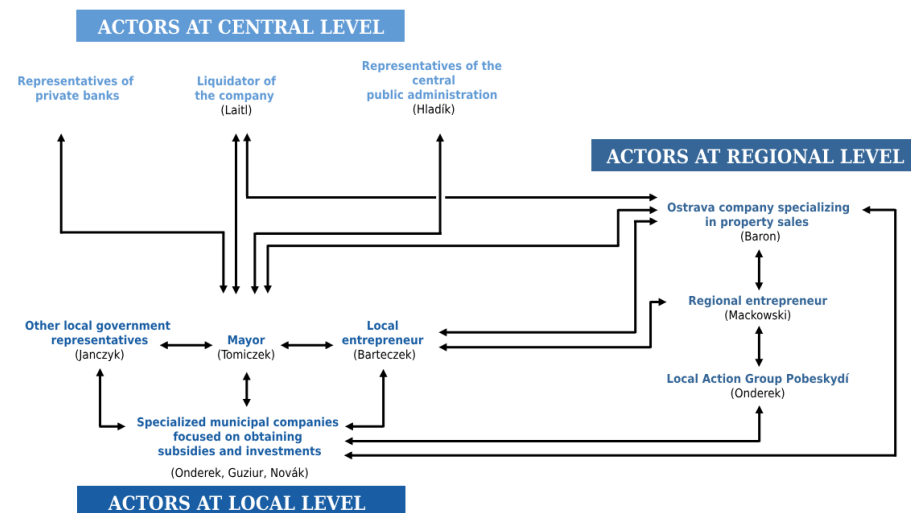 ACTORS AT CENTRAL LEVEL
Representatives of
private banks
Liquidator of
the company
(Laitl)
Representatives of the
central
public administration
(Hladík)
ACTORS AT REGIONAL LEVEL
Ostrava company specializing
in property sales
(Baron)
Regional entrepreneur
(Mackowski)
Local Action Group Pobeskydí
(Onderek)
Other local government
representatives
(Janczyk)
Mayor
(Tomiczek)
Local
entrepreneur
(Barteczek)
Specialized municipal companies
focused on obtaining
subsidies and investments
(Onderek, Guziur, Novák)
ACTORS AT LOCAL LEVEL